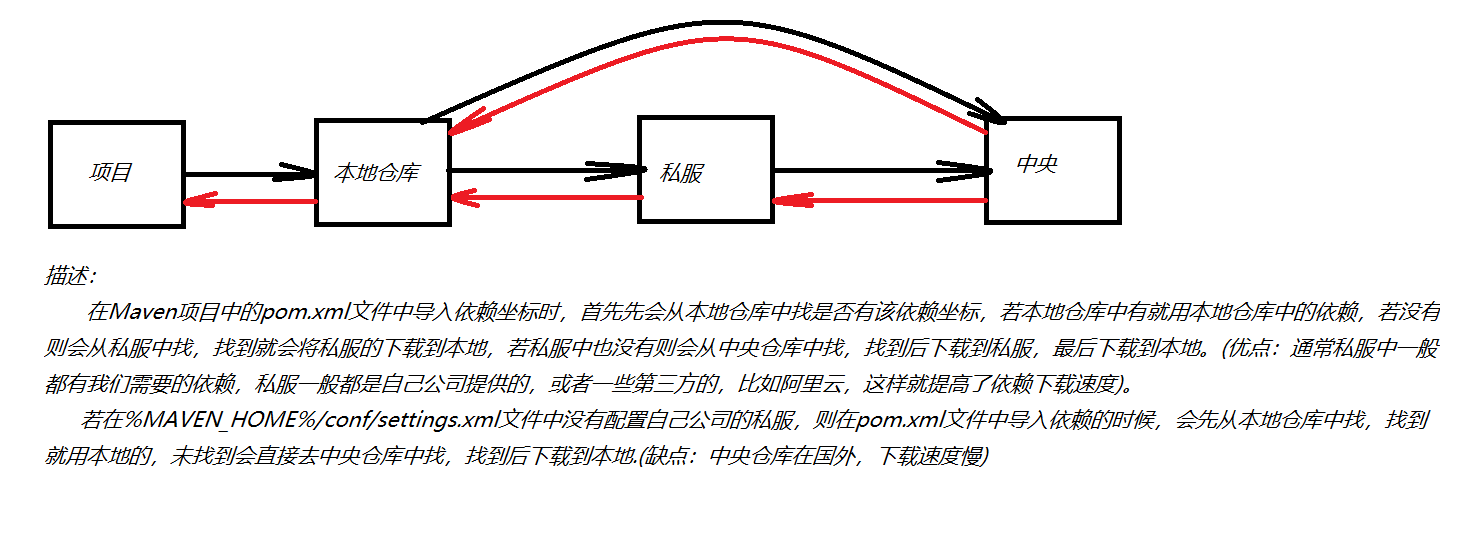 项目
本地仓库
私服
中央
描述：
在Maven项目中的pom.xml文件中导入依赖坐标时，首先先会从本地仓库中找是否有该依赖坐标，若本地仓库中有就用本地仓库中的依赖，若没有
则会从私服中找，找到就会将私服的下载到本地，若私服中也没有则会从中央仓库中找，找到后下载到私服，最后下载到本地。(优点：通常私服中一般
都有我们需要的依赖，私服一般都是自己公司提供的，或者一些第三方的，比如阿里云，这样就提高了依赖下载速度)。
若在%MAVEN_HOME%/conf/settings.xml文件中没有配置自己公司的私服，则在pom.xml文件中导入依赖的时候，会先从本地仓库中找，找到
就用本地的，未找到会直接去中央仓库中找，找到后下载到本地.(缺点：中央仓库在国外，下载速度慢)